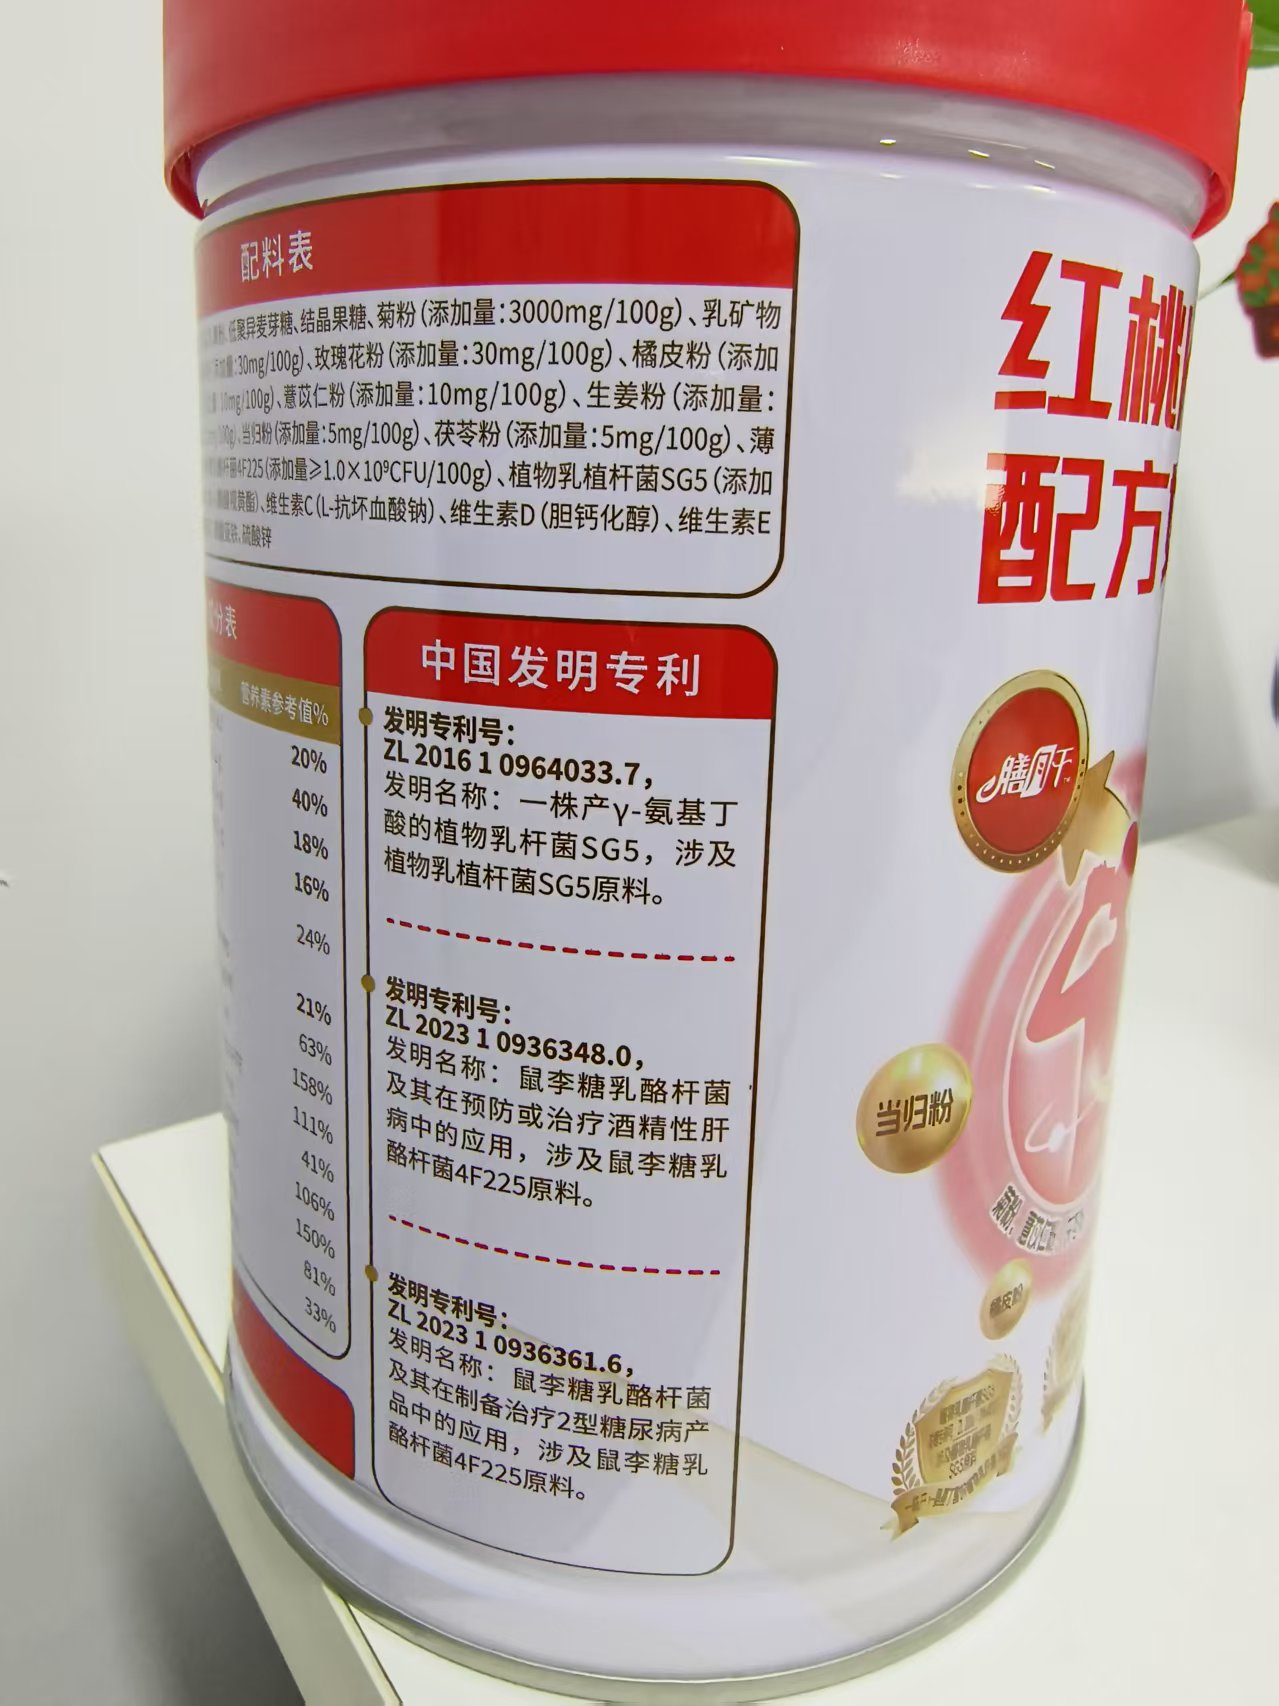 配料表
低聚异麦芽糖、结晶果糖、菊粉(添加量:3000mg/100g)、乳矿物
30mg/100g)、玫瑰花粉(添加量:30mg/100g)、橘皮粉(添加
10mg/100g)、薏苡仁粉(添加量:10mg/100g)、生姜粉(添加量:
、当归粉(添加量:5mg/100g)、茯苓粉(添加量:5mg/100g)、薄
杆菌4F225(添加量≥1.0×10⁹CFU/100g)、植物乳植杆菌SG5(添加
、维生素C(L-抗坏血酸钠)、维生素D(胆钙化醇)、维生素E
硫酸锌
分表
营养素参考值%
20%
40%
18%
16%
24%
21%
63%
158%
111%
41%
106%
150%
81%
33%
中国发明专利
发明专利号:
ZL 2016 1 0964033.7,
发明名称:一株产γ-氨基丁
酸的植物乳杆菌SG5,涉及
植物乳植杆菌SG5原料。
发明专利号:
ZL 2023 1 0936348.0,
发明名称:鼠李糖乳酪杆菌
及其在预防或治疗酒精性肝
病中的应用,涉及鼠李糖乳
酪杆菌4F225原料。
发明专利号:
ZL 2023 1 0936361.6,
发明名称:鼠李糖乳酪杆菌
及其在制备治疗2型糖尿病产
品中的应用,涉及鼠李糖乳
酪杆菌4F225原料。
红桃
配方
当归粉
橘皮粉